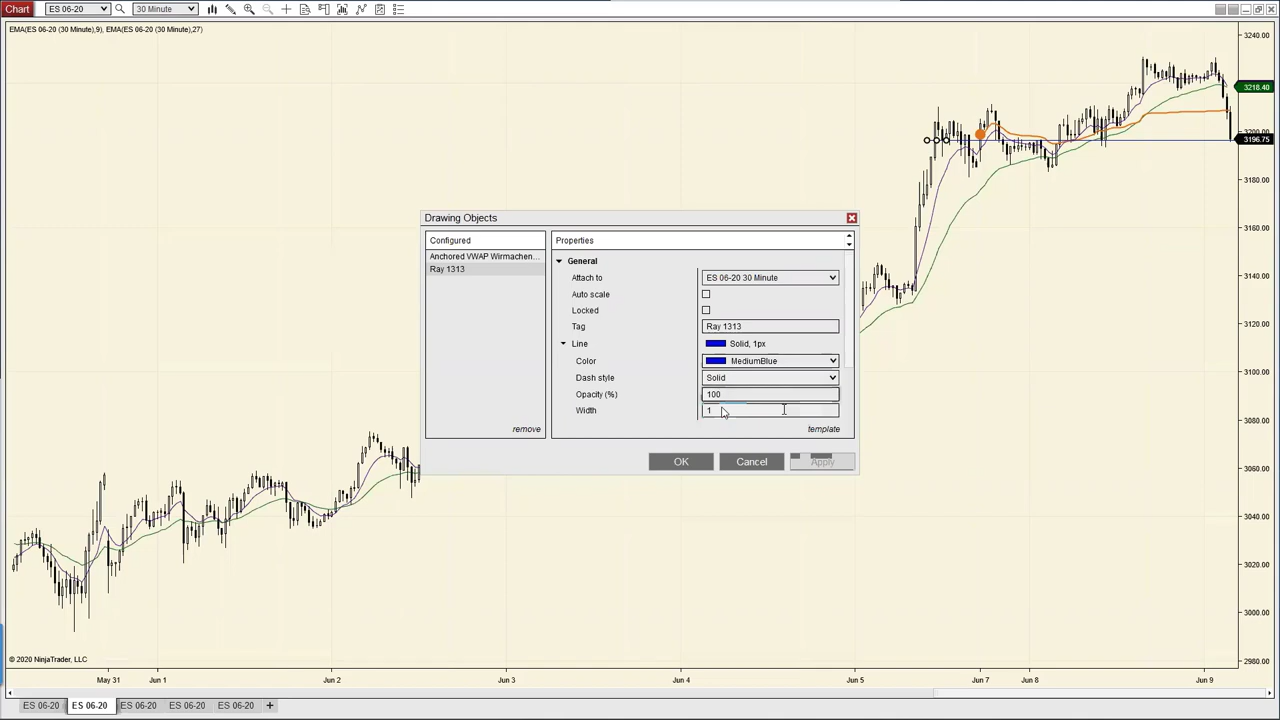 Chart ES 06-20 30 Minute
EMA(ES 06-20 (30 Minute),9), EMA(ES 06-20 (30 Minute),27)
3240.00
3218.40
3200.00
3196.75
3180.00
3160.00
3140.00
3120.00
3100.00
3080.00
3060.00
3040.00
3020.00
3000.00
2980.00
Drawing Objects
Configured
Anchored VWAP Wirmachen...
Ray 1313
remove
Properties
General
Attach to ES 06-20 30 Minute
Auto scale
Locked
Tag Ray 1313
Line Solid, 1px
Color MediumBlue
Dash style Solid
Opacity (%) 100
Width 1
template
OK Cancel Apply
© 2020 NinjaTrader, LLC
May 31 Jun 1 Jun 2 Jun 3 Jun 4 Jun 5 Jun 7 Jun 8 Jun 9
ES 06-20 ES 06-20 ES 06-20 ES 06-20 ES 06-20 +